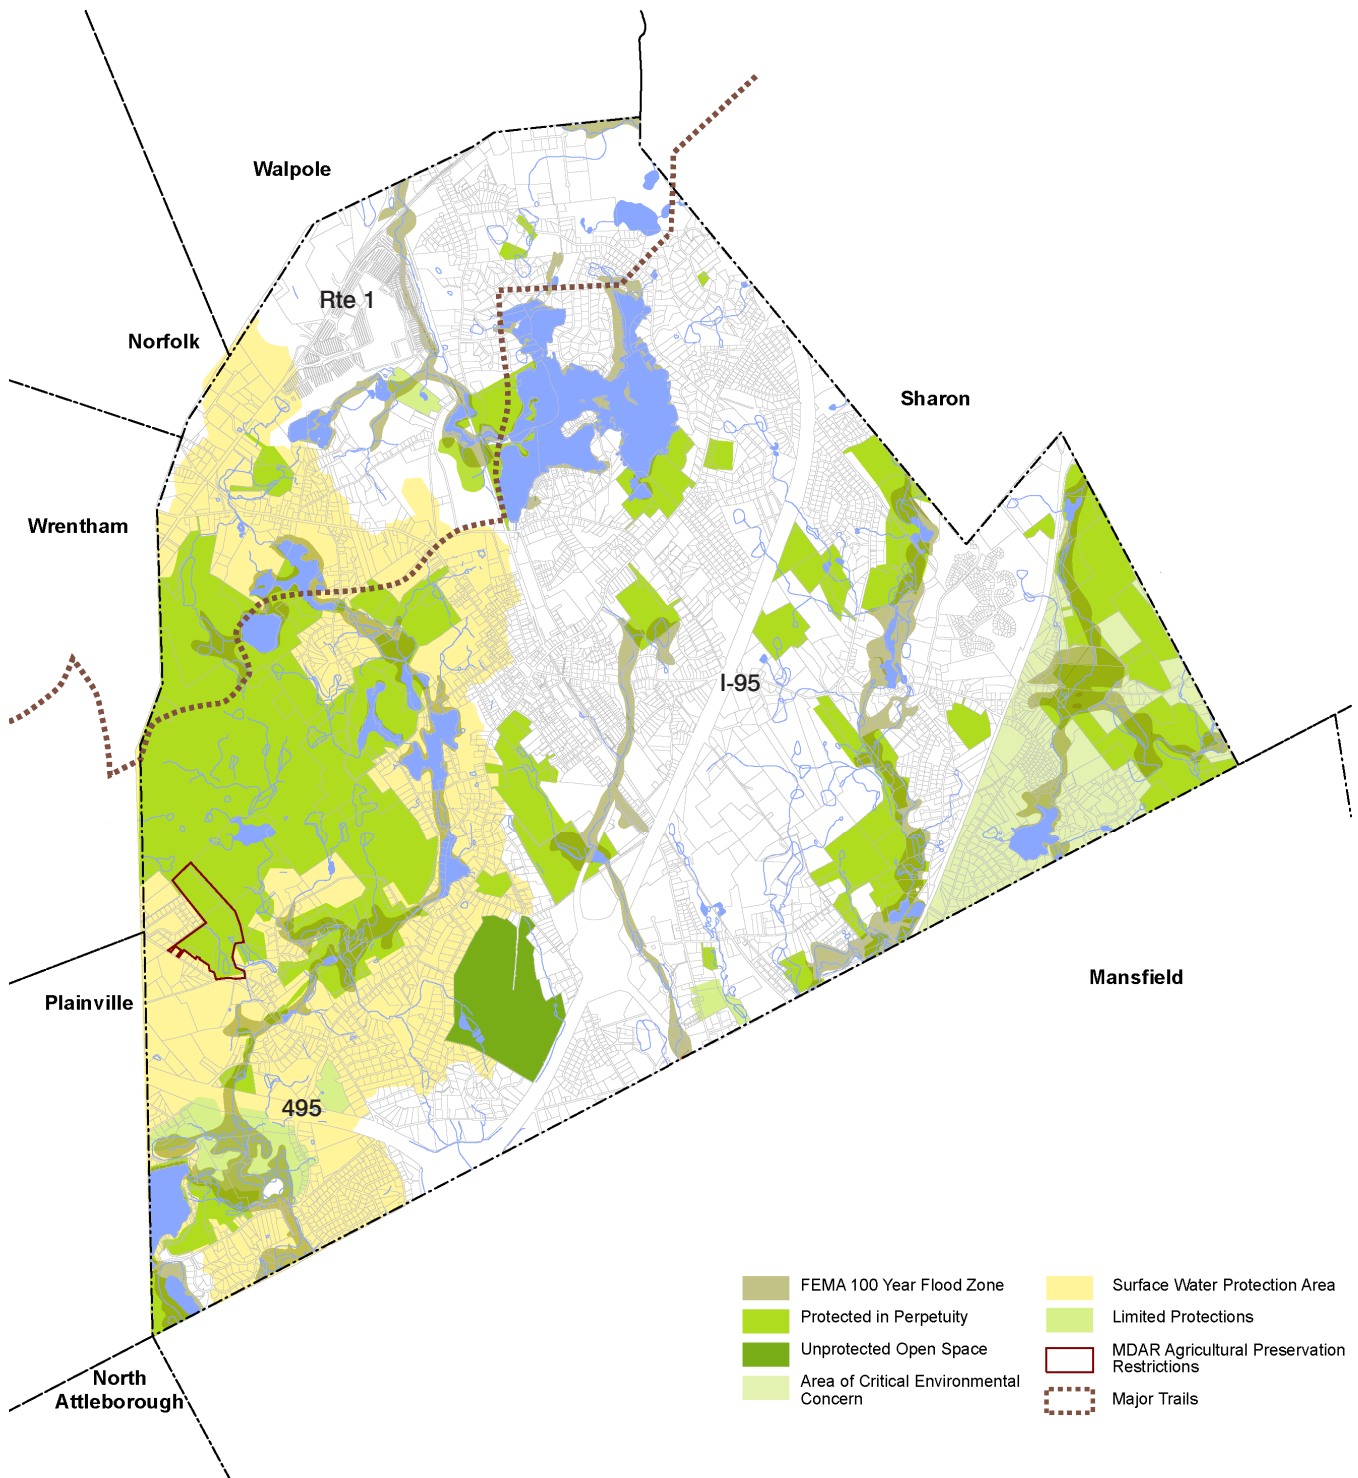 Walpole
Rte 1
Norfolk
Sharon
Wrentham
I-95
Mansfield
Plainville
495
North
Attleborough
FEMA 100 Year Flood Zone
Protected in Perpetuity
Unprotected Open Space
Area of Critical Environmental
Concern
Surface Water Protection Area
Limited Protections
MDAR Agricultural Preservation
Restrictions
Major Trails